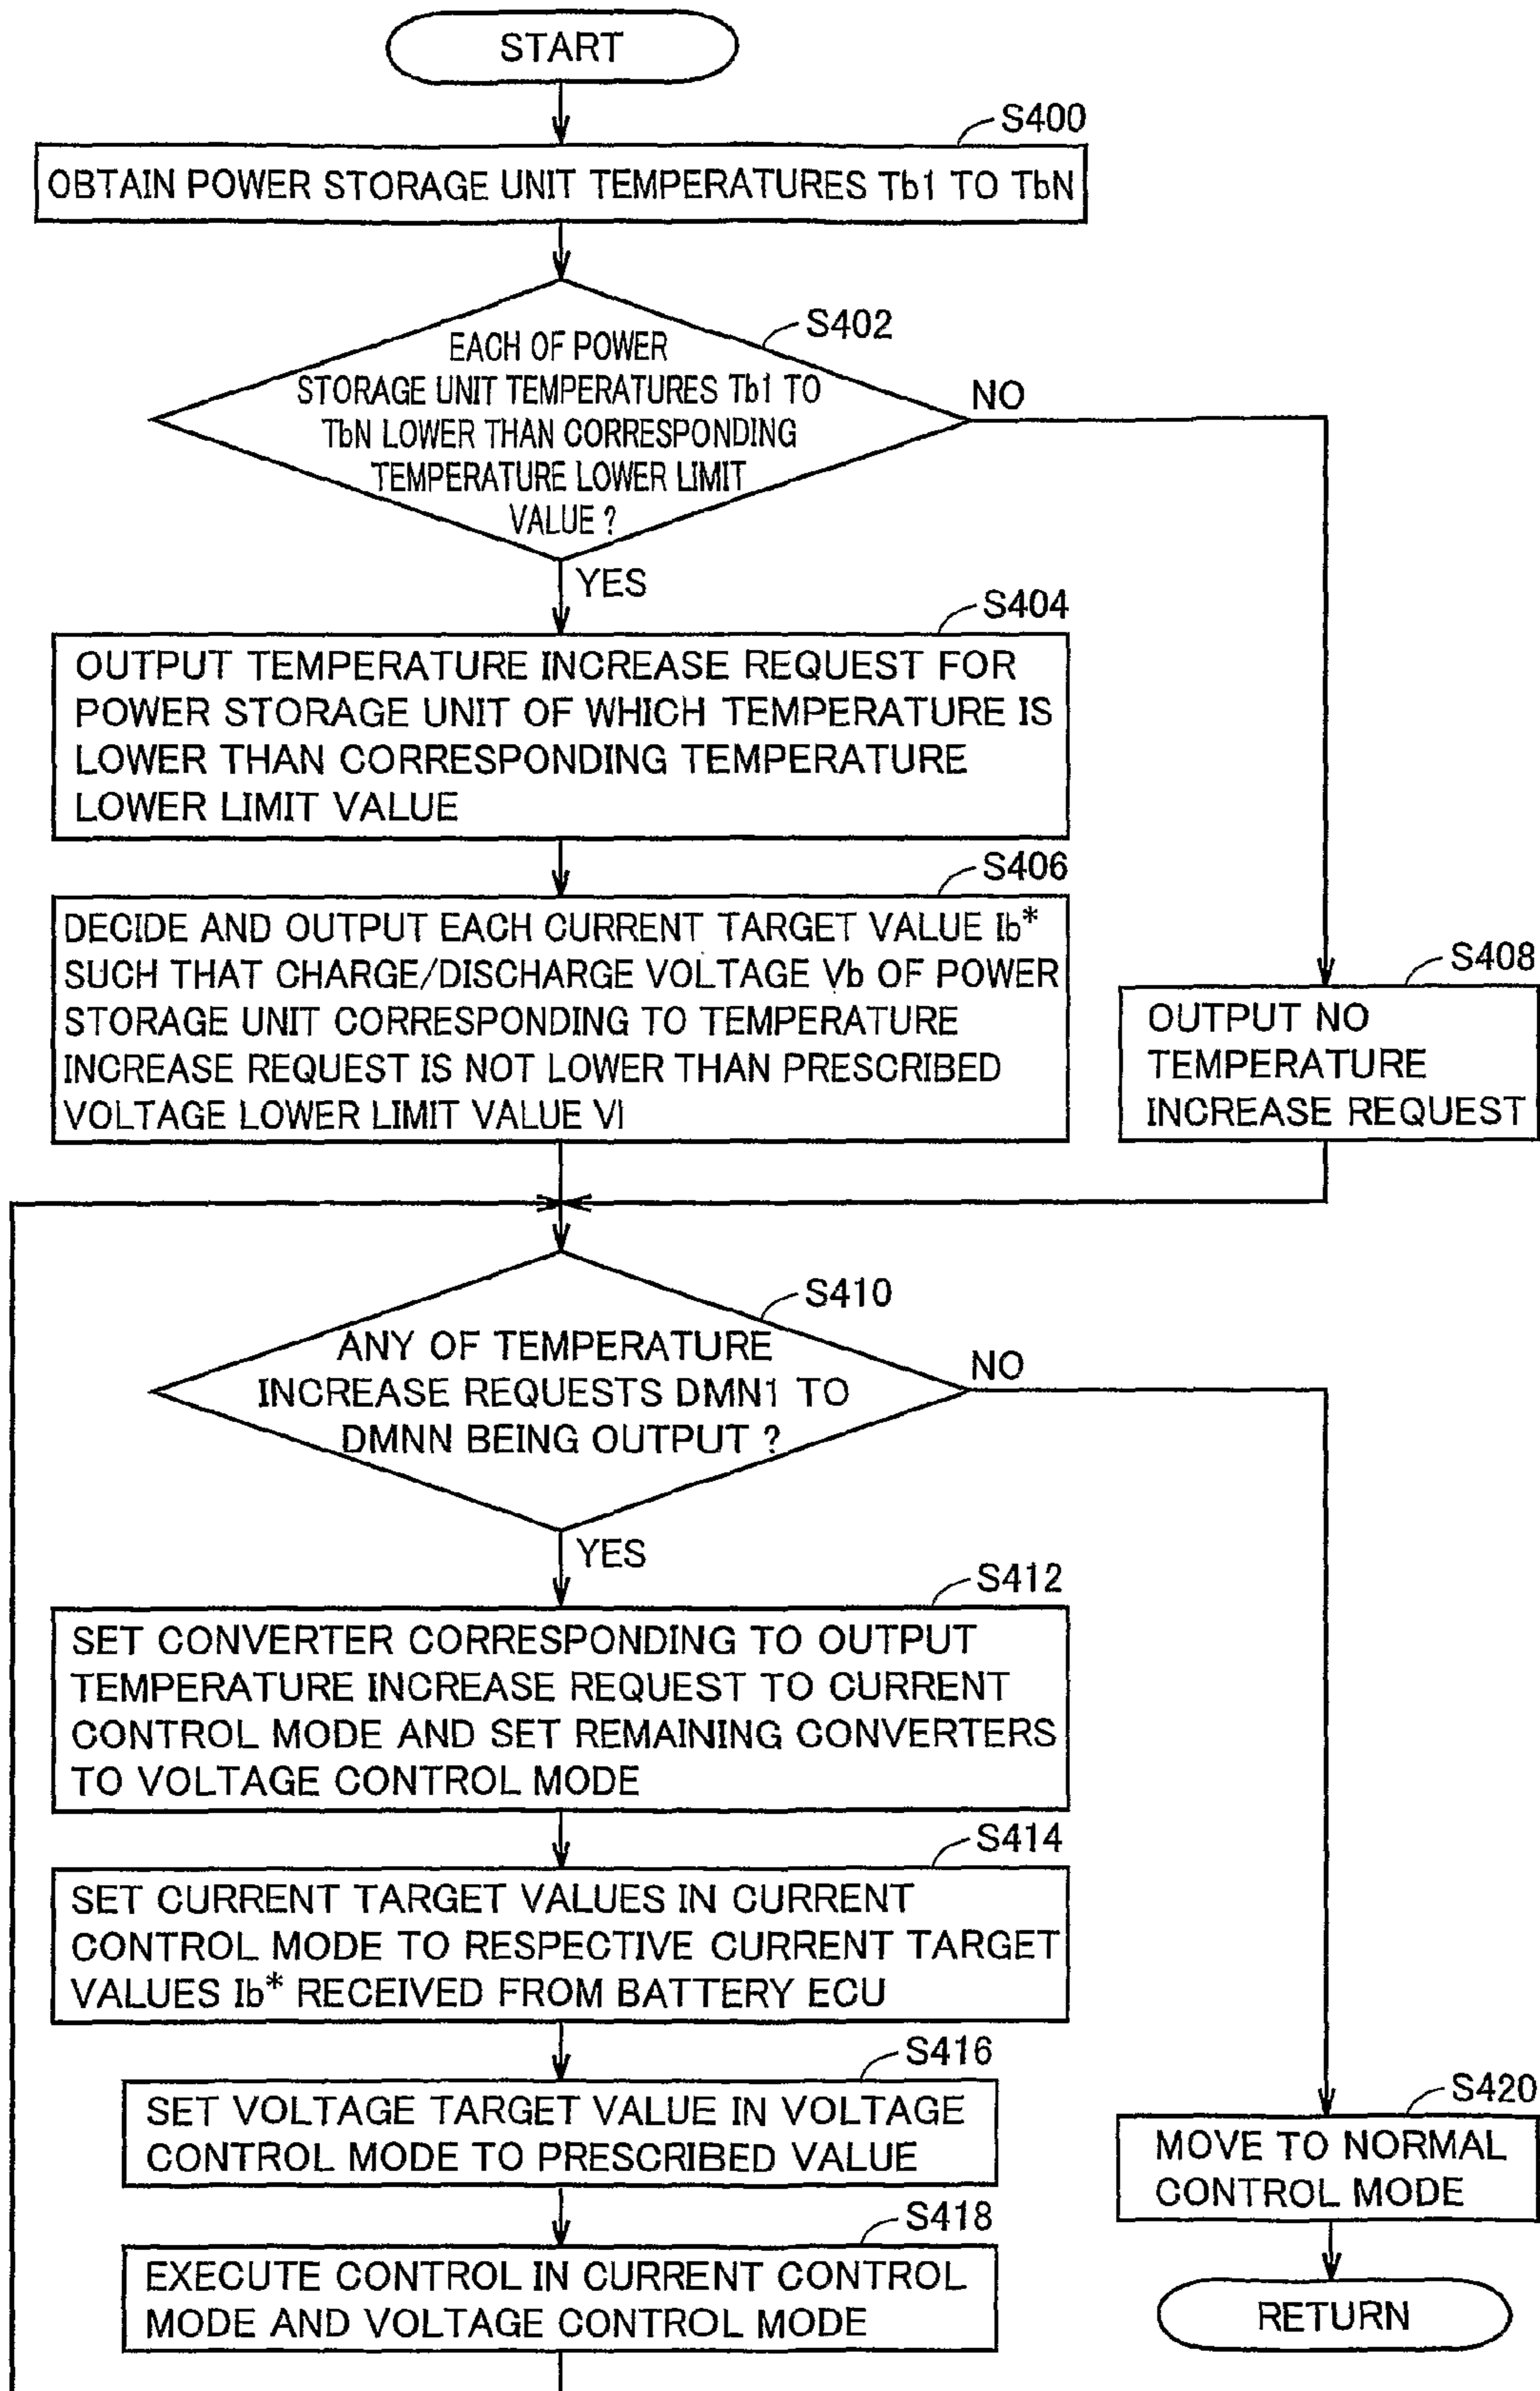 START
S400
OBTAIN POWER STORAGE UNIT TEMPERATURES Tb1 TO TbN
S402
EACH OF POWER
STORAGE UNIT TEMPERATURES Tb1 TO
TbN LOWER THAN CORRESPONDING
TEMPERATURE LOWER LIMIT
VALUE ?
NO
YES
S404
OUTPUT TEMPERATURE INCREASE REQUEST FOR
POWER STORAGE UNIT OF WHICH TEMPERATURE IS
LOWER THAN CORRESPONDING TEMPERATURE
LOWER LIMIT VALUE
S406
DECIDE AND OUTPUT EACH CURRENT TARGET VALUE Ib*
SUCH THAT CHARGE/DISCHARGE VOLTAGE Vb OF POWER
STORAGE UNIT CORRESPONDING TO TEMPERATURE
INCREASE REQUEST IS NOT LOWER THAN PRESCRIBED
VOLTAGE LOWER LIMIT VALUE Vl
S408
OUTPUT NO
TEMPERATURE
INCREASE REQUEST
S410
ANY OF TEMPERATURE
INCREASE REQUESTS DMN1 TO
DMNN BEING OUTPUT ?
NO
YES
S412
SET CONVERTER CORRESPONDING TO OUTPUT
TEMPERATURE INCREASE REQUEST TO CURRENT
CONTROL MODE AND SET REMAINING CONVERTERS
TO VOLTAGE CONTROL MODE
S414
SET CURRENT TARGET VALUES IN CURRENT
CONTROL MODE TO RESPECTIVE CURRENT TARGET
VALUES Ib* RECEIVED FROM BATTERY ECU
S416
SET VOLTAGE TARGET VALUE IN VOLTAGE
CONTROL MODE TO PRESCRIBED VALUE
S418
EXECUTE CONTROL IN CURRENT CONTROL
MODE AND VOLTAGE CONTROL MODE
S420
MOVE TO NORMAL
CONTROL MODE
RETURN